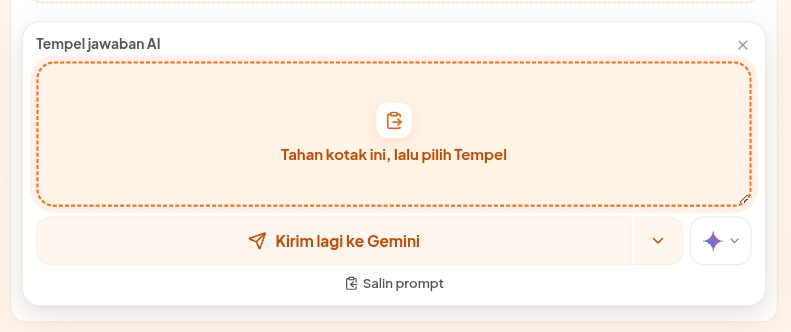 Tempel jawaban AI
Tahan kotak ini, lalu pilih Tempel
Kirim lagi ke Gemini
Salin prompt